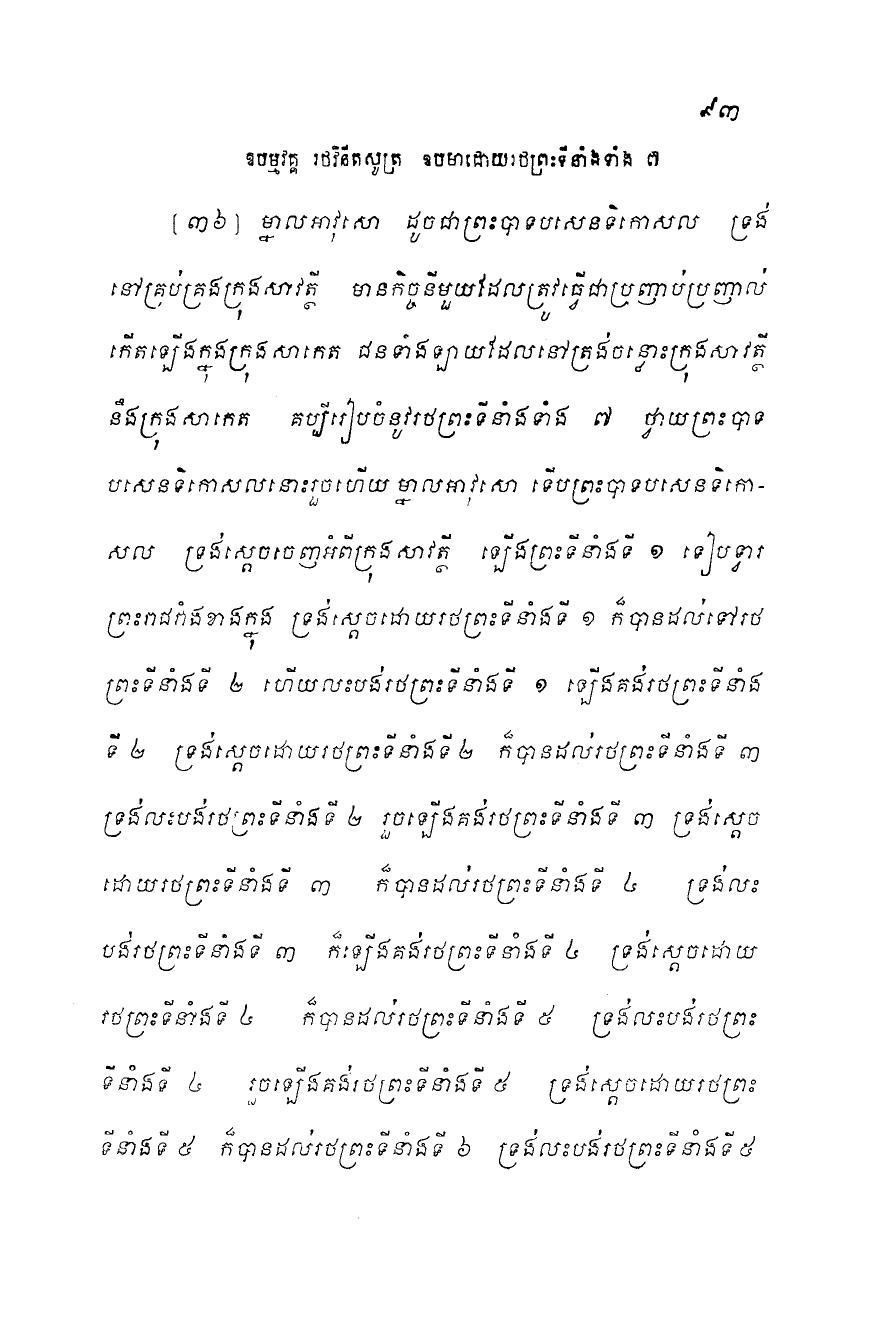 ៩៣
ឱបម្មវគ្គ រថវិនីតសូត្រ ឧបមាដោយរថព្រះទីនាំងទាំង ៧
[៣៦] ម្នាលអាវុសោ ដូចជាព្រះបាទបសេនទិកោសល ទ្រង់
នៅគ្រប់គ្រងក្រុងសាវត្ថី មានកិច្ចនីមួយដែលត្រូវធ្វើជាប្រញាប់ប្រញាល់
កើតឡើងក្នុងក្រុងសាកេត ជនទាំងឡាយដែលនៅត្រង់ចន្លោះក្រុងសាវត្ថី
នឹងក្រុងសាកេត គប្បីរៀបចំនូវរថព្រះទីនាំងទាំង ៧ ថ្វាយព្រះបាទ
បសេនទិកោសលនោះរួចហើយ ម្នាលអាវុសោ ទើបព្រះបាទបសេនទិកោ-
សល ទ្រង់ស្តេចចេញអំពីក្រុងសាវត្ថី ឡើងព្រះទីនាំងទី ១ ទៀបទ្វារ
ព្រះរាជវាំងខាងក្នុង ទ្រង់ស្តេចដោយរថព្រះទីនាំងទី ១ ក៏បានដល់ទៅរថ
ព្រះទីនាំងទី ២ ហើយលះបង់រថព្រះទីនាំងទី ១ ឡើងគង់រថព្រះទីនាំង
ទី ២ ទ្រង់ស្តេចដោយរថព្រះទីនាំងទី ២ ក៏បានដល់រថព្រះទីនាំងទី ៣
ទ្រង់លះបង់រថព្រះទីនាំងទី ២ រួចឡើងគង់រថព្រះទីនាំងទី ៣ ទ្រង់ស្តេច
ដោយរថព្រះទីនាំងទី ៣ ក៏បានដល់រថព្រះទីនាំងទី ៤ ទ្រង់លះ
បង់រថព្រះទីនាំងទី ៣ ក៏ឡើងគង់រថព្រះទីនាំងទី ៤ ទ្រង់ស្តេចដោយ
រថព្រះទីនាំងទី ៤ ក៏បានដល់រថព្រះទីនាំងទី ៥ ទ្រង់លះបង់រថព្រះ
ទីនាំងទី ៤ រួចឡើងគង់រថព្រះទីនាំងទី ៥ ទ្រង់ស្តេចដោយរថព្រះ
ទីនាំងទី ៥ ក៏បានដល់រថព្រះទីនាំងទី ៦ ទ្រង់លះបង់រថព្រះទីនាំងទី ៥